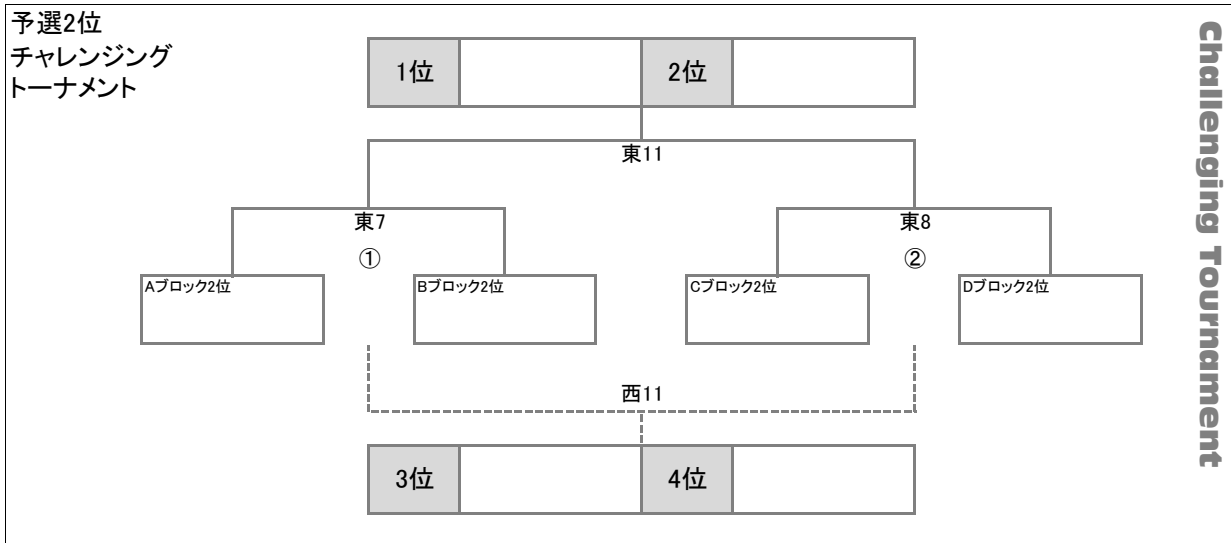 予選2位
チャレンジング
トーナメント
1位
2位
東11
東7
東8
①
②
Aブロック2位
Bブロック2位
Cブロック2位
Dブロック2位
西11
3位
4位
Challenging Tournament